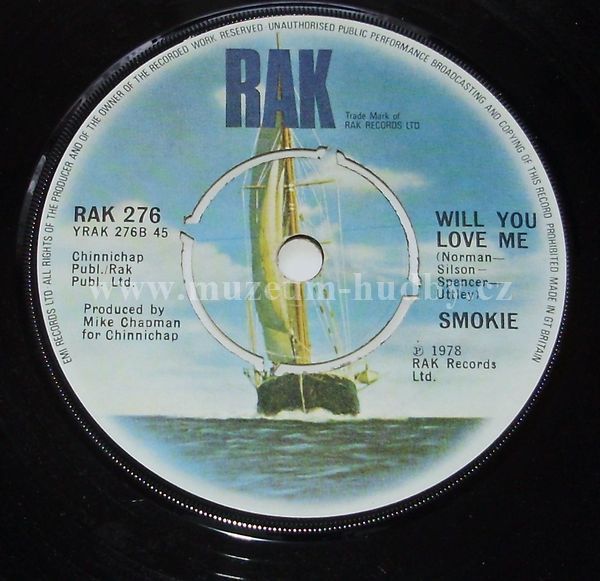 EMI RECORDS LTD ALL RIGHTS OF THE PRODUCER AND OF THE OWNER OF THE RECORDED WORK RESERVED UNAUTHORISED PUBLIC PERFORMANCE BROADCASTING AND COPYING OF THIS RECORD PROHIBITED MADE IN GT BRITAIN
RAK
Trade Mark of
RAK RECORDS LTD
RAK 276
YRAK 276B 45
Chinnichap
Publ./Rak
Publ. Ltd.
Produced by
Mike Chapman
for Chinnichap
WILL YOU
LOVE ME
(Norman—
Silson—
Spencer—
Uttley)
SMOKIE
℗ 1978
RAK Records
Ltd.
www.muzeum-hudby.cz